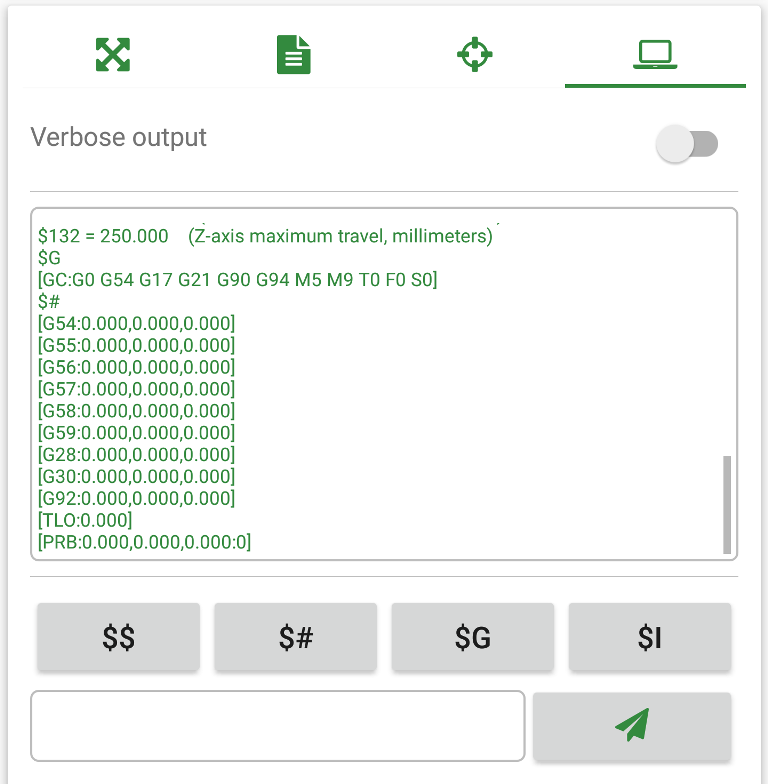 Verbose output
$132 = 250.000 (Z-axis maximum travel, millimeters)
$G
[GC:G0 G54 G17 G21 G90 G94 M5 M9 T0 F0 S0]
$#
[G54:0.000,0.000,0.000]
[G55:0.000,0.000,0.000]
[G56:0.000,0.000,0.000]
[G57:0.000,0.000,0.000]
[G58:0.000,0.000,0.000]
[G59:0.000,0.000,0.000]
[G28:0.000,0.000,0.000]
[G30:0.000,0.000,0.000]
[G92:0.000,0.000,0.000]
[TLO:0.000]
[PRB:0.000,0.000,0.000:0]
$$ $# $G $I